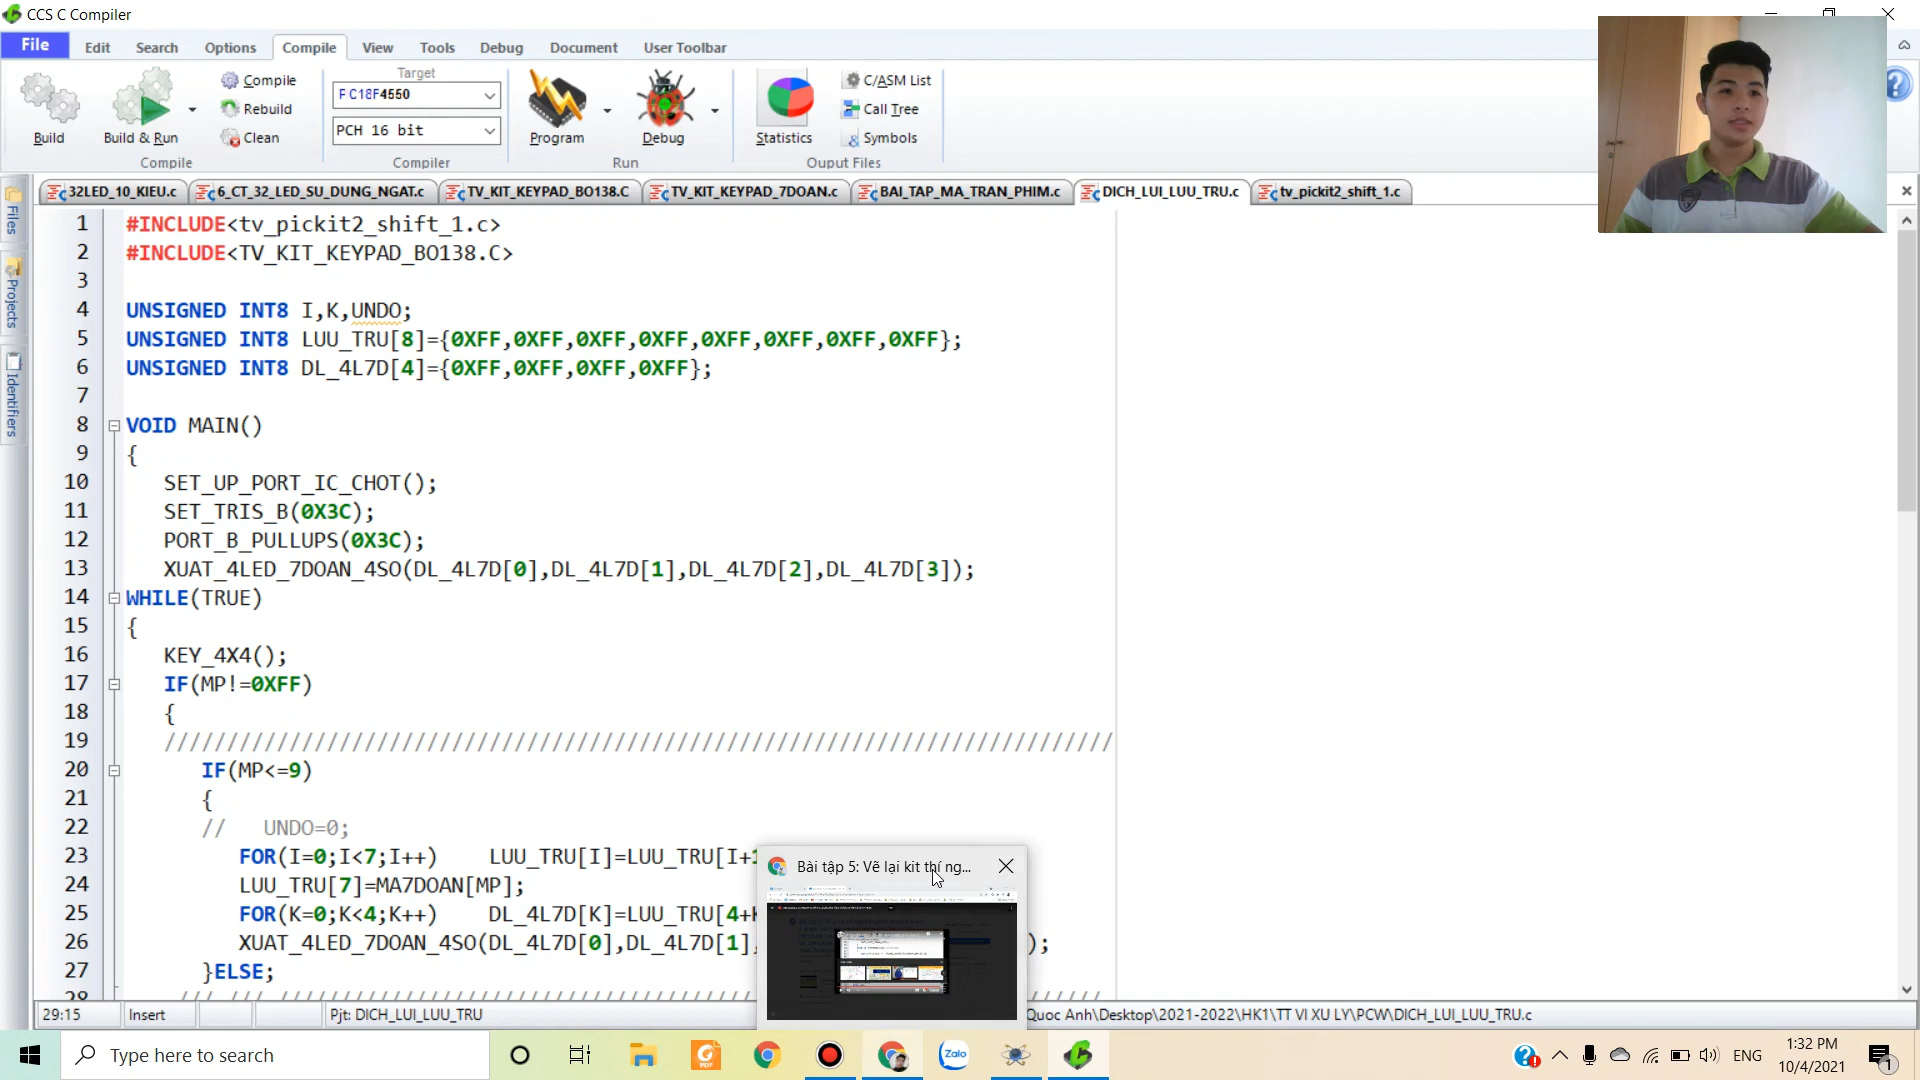 CCS C Compiler
File Edit Search Options Compile View Tools Debug Document User Toolbar
Build
Build & Run
Compile
Rebuild
Clean
Compile
Target
PCH 16 bit
Compiler
Program
Debug
Run
Statistics
C/ASM List
Call Tree
Symbols
Ouput Files
32LED_10_KIEU.c 6_CT_32_LED_SU_DUNG_NGAT.c TV_KIT_KEYPAD_BO138.C TV_KIT_KEYPAD_7DOAN.c BAI_TAP_MA_TRAN_PHIM.c DICH_LUI_LUU_TRU.c tv_pickit2_shift_1.c
Files
Projects
Identifiers
1 #INCLUDE<tv_pickit2_shift_1.c>
2 #INCLUDE<TV_KIT_KEYPAD_BO138.C>
3
4 UNSIGNED INT8 I,K,UNDO;
5 UNSIGNED INT8 LUU_TRU[8]={0XFF,0XFF,0XFF,0XFF,0XFF,0XFF,0XFF,0XFF};
6 UNSIGNED INT8 DL_4L7D[4]={0XFF,0XFF,0XFF,0XFF};
7
8 VOID MAIN()
9 {
10 SET_UP_PORT_IC_CHOT();
11 SET_TRIS_B(0X3C);
12 PORT_B_PULLUPS(0X3C);
13 XUAT_4LED_7DOAN_4SO(DL_4L7D[0],DL_4L7D[1],DL_4L7D[2],DL_4L7D[3]);
14 WHILE(TRUE)
15 {
16 KEY_4X4();
17 IF(MP!=0XFF)
18 {
19 ////////////////////////////////////////////////////////////////////////////
20 IF(MP<=9)
21 {
22 // UNDO=0;
23 FOR(I=0;I<7;I++) LUU_TRU[I]=LUU_TRU[I+1
24 LUU_TRU[7]=MA7DOAN[MP];
25 FOR(K=0;K<4;K++) DL_4L7D[K]=LUU_TRU[4+K
26 XUAT_4LED_7DOAN_4SO(DL_4L7D[0],DL_4L7D[1], );
27 }ELSE;
28
Bài tập 5: Vẽ lại kit thí ng...
29:15 Insert Pjt: DICH_LUI_LUU_TRU Quoc Anh\Desktop\2021-2022\HK1\TT VI XU LY\PCW\DICH_LUI_LUU_TRU.c
Type here to search
PDF
Zalo
ENG
1:32 PM
10/4/2021
1